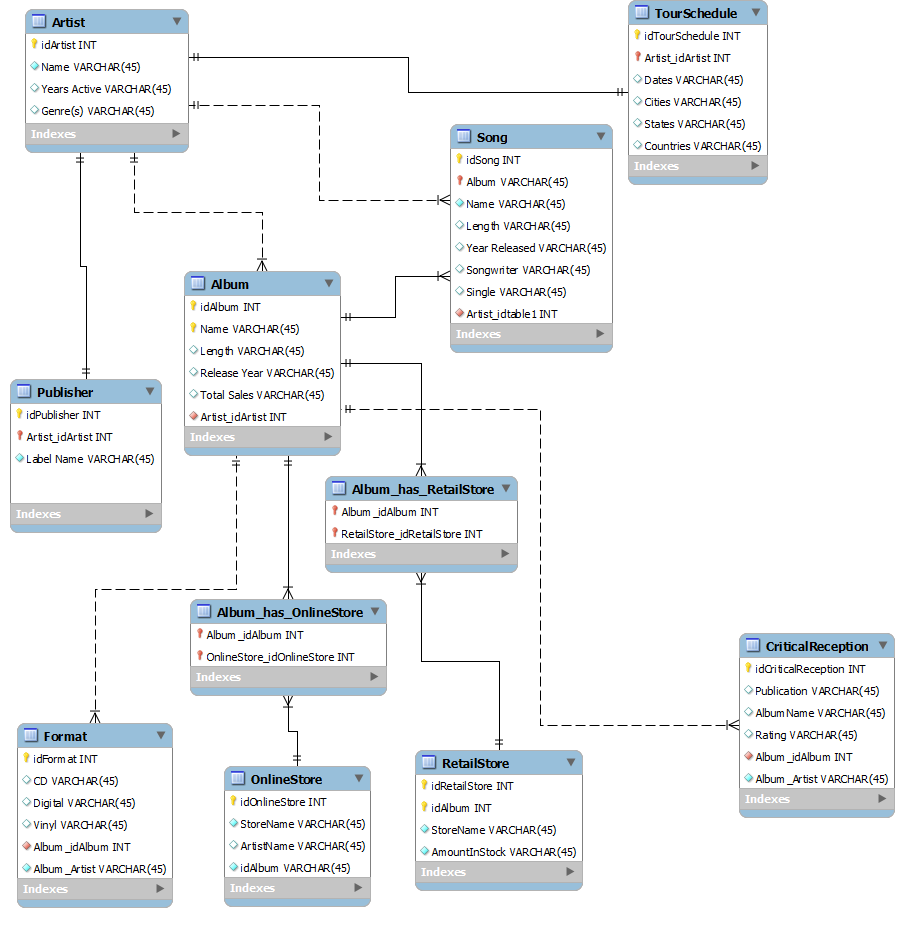 Artist
idArtist INT
Name VARCHAR(45)
Years Active VARCHAR(45)
Genre(s) VARCHAR(45)
Indexes
TourSchedule
idTourSchedule INT
Artist_idArtist INT
Dates VARCHAR(45)
Cities VARCHAR(45)
States VARCHAR(45)
Countries VARCHAR(45)
Indexes
Song
idSong INT
Album VARCHAR(45)
Name VARCHAR(45)
Length VARCHAR(45)
Year Released VARCHAR(45)
Songwriter VARCHAR(45)
Single VARCHAR(45)
Artist_idtable1 INT
Indexes
Album
idAlbum INT
Name VARCHAR(45)
Length VARCHAR(45)
Release Year VARCHAR(45)
Total Sales VARCHAR(45)
Artist_idArtist INT
Indexes
Publisher
idPublisher INT
Artist_idArtist INT
Label Name VARCHAR(45)
Indexes
Album_has_RetailStore
Album_idAlbum INT
RetailStore_idRetailStore INT
Indexes
Album_has_OnlineStore
Album_idAlbum INT
OnlineStore_idOnlineStore INT
Indexes
CriticalReception
idCriticalReception INT
Publication VARCHAR(45)
AlbumName VARCHAR(45)
Rating VARCHAR(45)
Album_idAlbum INT
Album_Artist VARCHAR(45)
Indexes
Format
idFormat INT
CD VARCHAR(45)
Digital VARCHAR(45)
Vinyl VARCHAR(45)
Album_idAlbum INT
Album_Artist VARCHAR(45)
Indexes
OnlineStore
idOnlineStore INT
StoreName VARCHAR(45)
ArtistName VARCHAR(45)
idAlbum VARCHAR(45)
Indexes
RetailStore
idRetailStore INT
idAlbum INT
StoreName VARCHAR(45)
AmountInStock VARCHAR(45)
Indexes